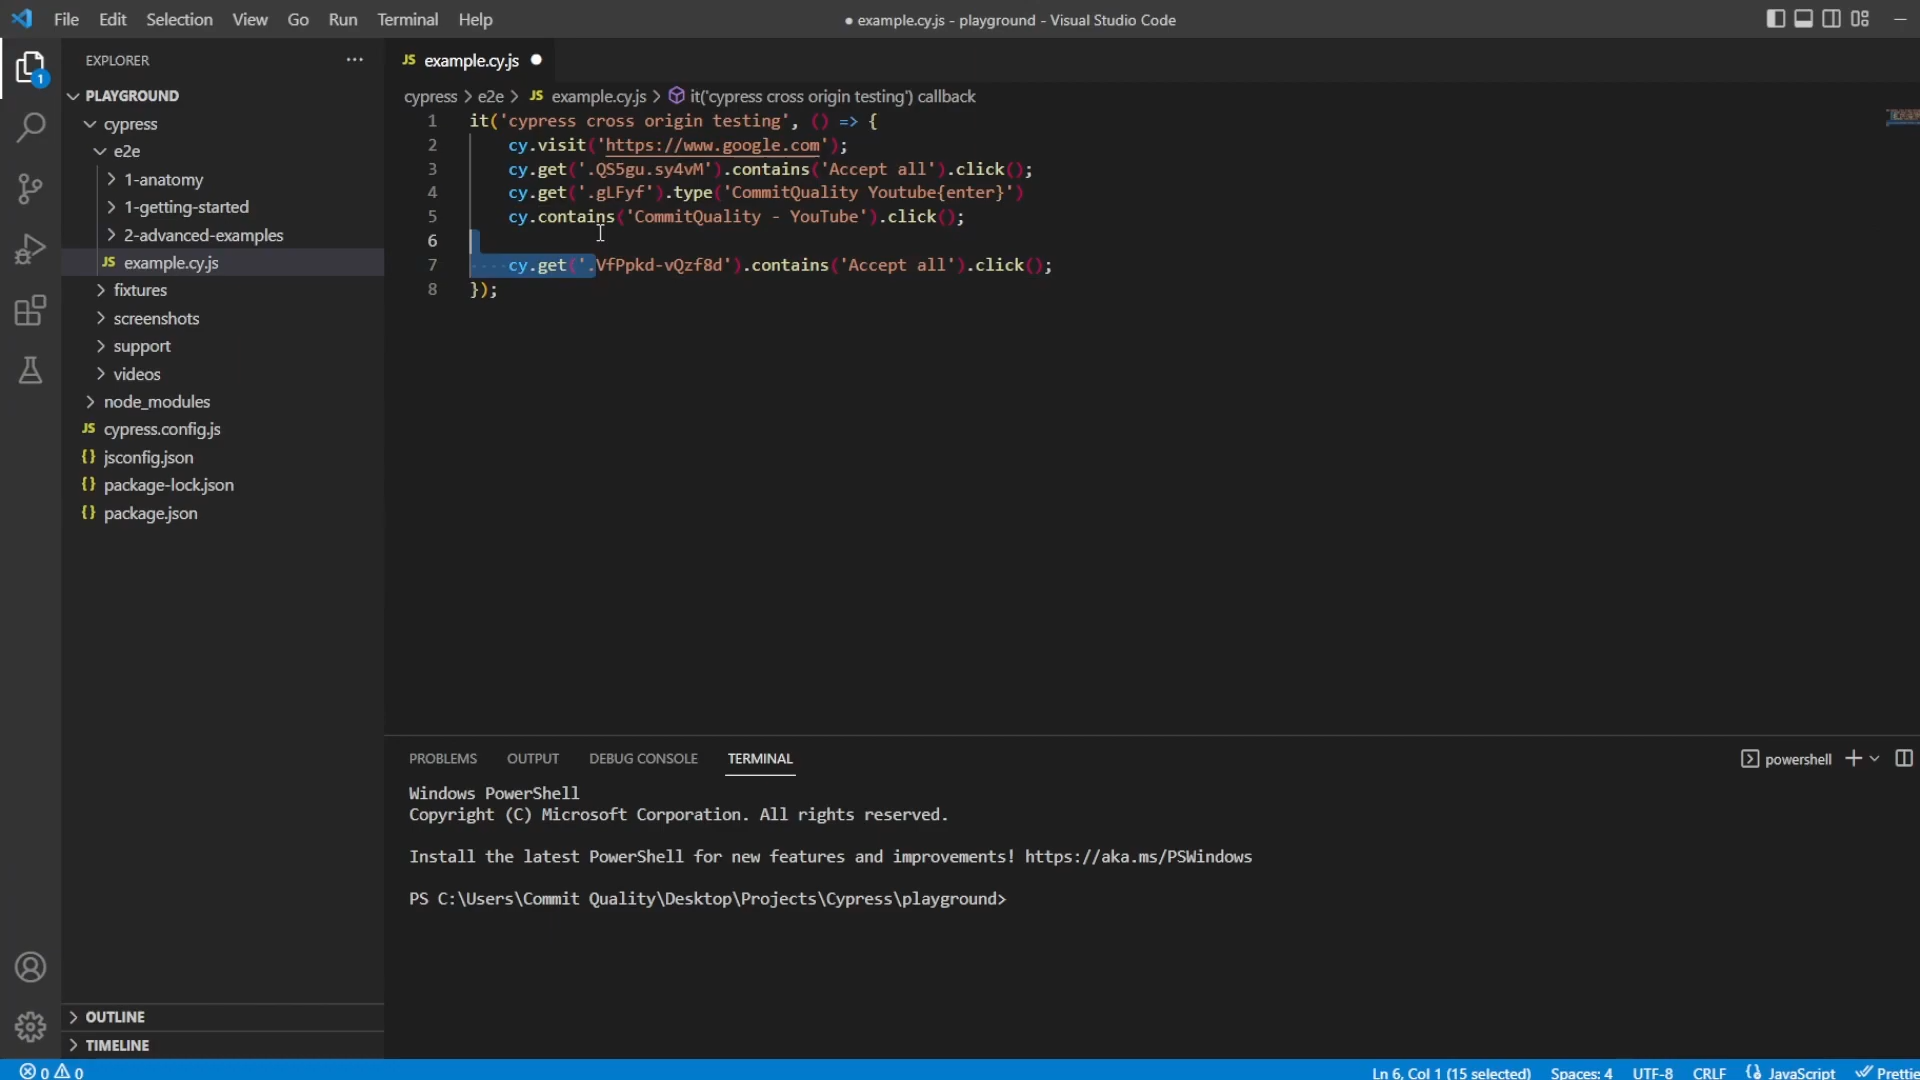 File Edit Selection View Go Run Terminal Help
● example.cy.js - playground - Visual Studio Code
EXPLORER ···
JS example.cy.js ●
1
PLAYGROUND
cypress > e2e > JS example.cy.js > it('cypress cross origin testing') callback
cypress
e2e
1-anatomy
1-getting-started
2-advanced-examples
JS example.cy.js
fixtures
screenshots
support
videos
node_modules
JS cypress.config.js
{} jsconfig.json
{} package-lock.json
{} package.json
OUTLINE
TIMELINE
1 it('cypress cross origin testing', () => {
2 cy.visit('https://www.google.com');
3 cy.get('.QS5gu.sy4vM').contains('Accept all').click();
4 cy.get('.gLFyf').type('CommitQuality Youtube{enter}')
5 cy.contains('CommitQuality - YouTube').click();
6
7 ····cy.get('.VfPpkd-vQzf8d').contains('Accept all').click();
8 });
PROBLEMS OUTPUT DEBUG CONSOLE TERMINAL
powershell
Windows PowerShell
Copyright (C) Microsoft Corporation. All rights reserved.
Install the latest PowerShell for new features and improvements! https://aka.ms/PSWindows
PS C:\Users\Commit Quality\Desktop\Projects\Cypress\playground>
0 0
Ln 6, Col 1 (15 selected) Spaces: 4 UTF-8 CRLF {} JavaScript Prettie